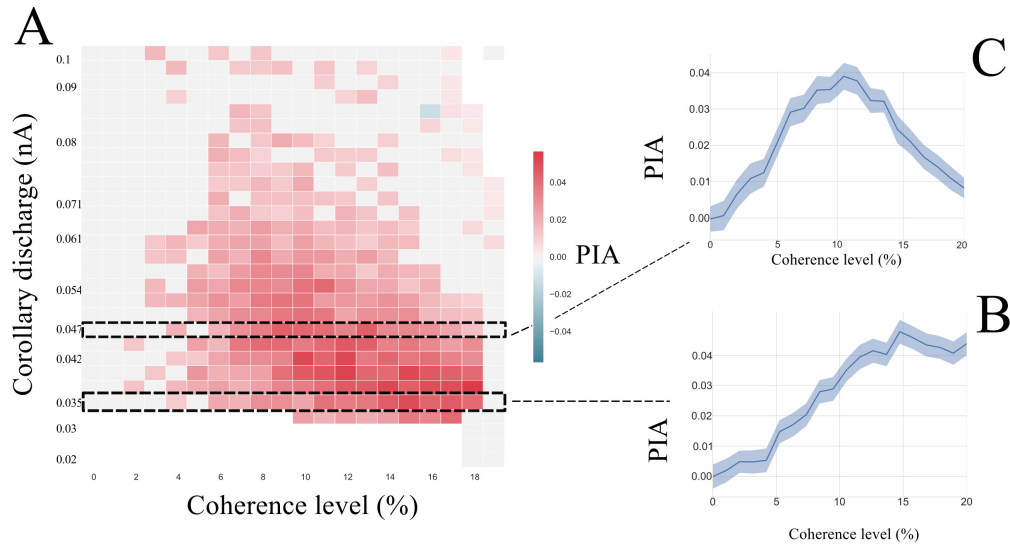 A
0.1
0.09
0.08
0.071
0.061
0.054
0.047
0.042
0.035
0.03
0.02
Corollary discharge (nA)
0 2 4 6 8 10 12 14 16 18
Coherence level (%)
0.04
0.02
0.00
−0.02
−0.04
PIA
C
0.04
0.03
0.02
0.01
0.00
PIA
0 5 10 15 20
Coherence level (%)
B
0.04
0.03
0.02
0.01
0.00
PIA
0 5 10 15 20
Coherence level (%)